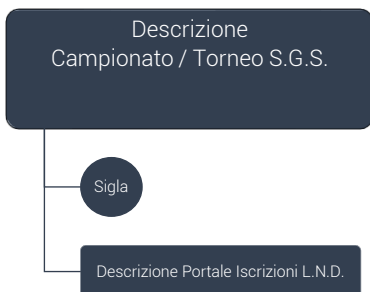 Descrizione
Campionato / Torneo S.G.S.
Sigla
Descrizione Portale Iscrizioni L.N.D.